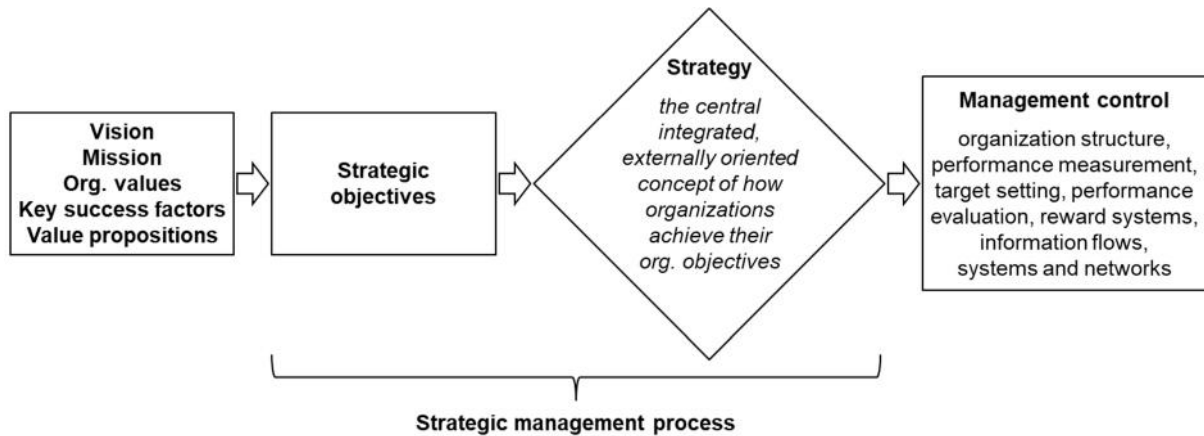 Vision
Mission
Org. values
Key success factors
Value propositions
Strategic
objectives
Strategy
the central
integrated,
externally oriented
concept of how
organizations
achieve their
org. objectives
Management control
organization structure,
performance measurement,
target setting, performance
evaluation, reward systems,
information flows,
systems and networks
Strategic management process